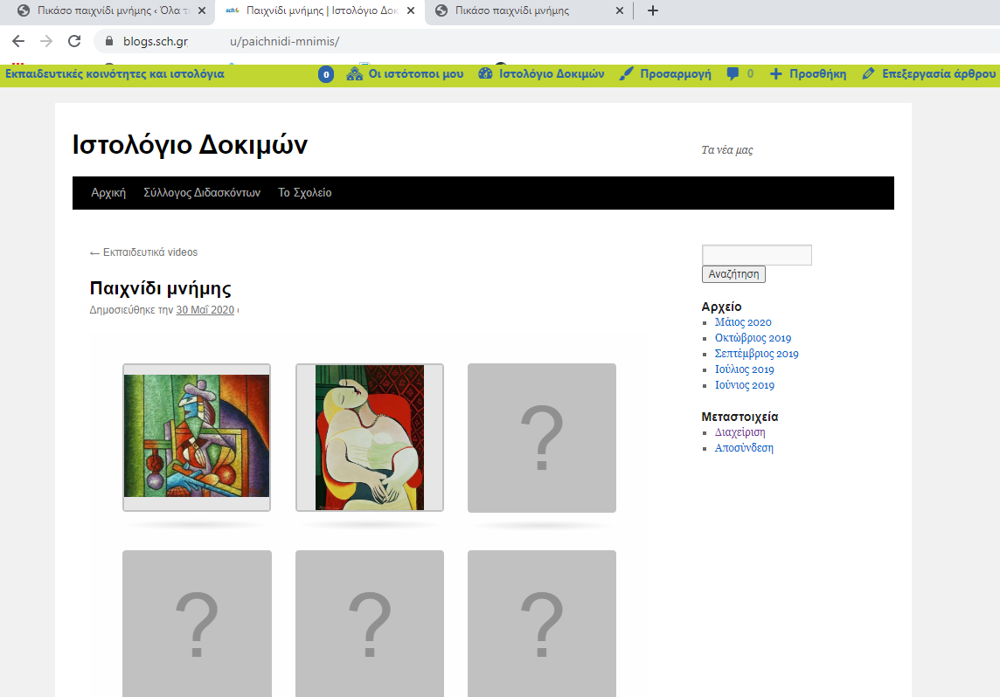 Πικάσο παιχνίδι μνήμης ‹ Όλα τ
sch Παιχνίδι μνήμης | Ιστολόγιο Δοκ
Πικάσο παιχνίδι μνήμης
blogs.sch.gr u/paichnidi-mnimis/
Εκπαιδευτικές κοινότητες και ιστολόγια 0 Οι ιστότοποι μου Ιστολόγιο Δοκιμών Προσαρμογή 0 Προσθήκη Επεξεργασία άρθρου
Ιστολόγιο Δοκιμών
Τα νέα μας
Αρχική Σύλλογος Διδασκόντων Το Σχολείο
← Εκπαιδευτικά videos
Παιχνίδι μνήμης
Δημοσιεύθηκε την 30 Μαΐ 2020
? 
? ? ?
Αναζήτηση
Αρχείο
Μάιος 2020
Οκτώβριος 2019
Σεπτέμβριος 2019
Ιούλιος 2019
Ιούνιος 2019
Μεταστοιχεία
Διαχείριση
Αποσύνδεση